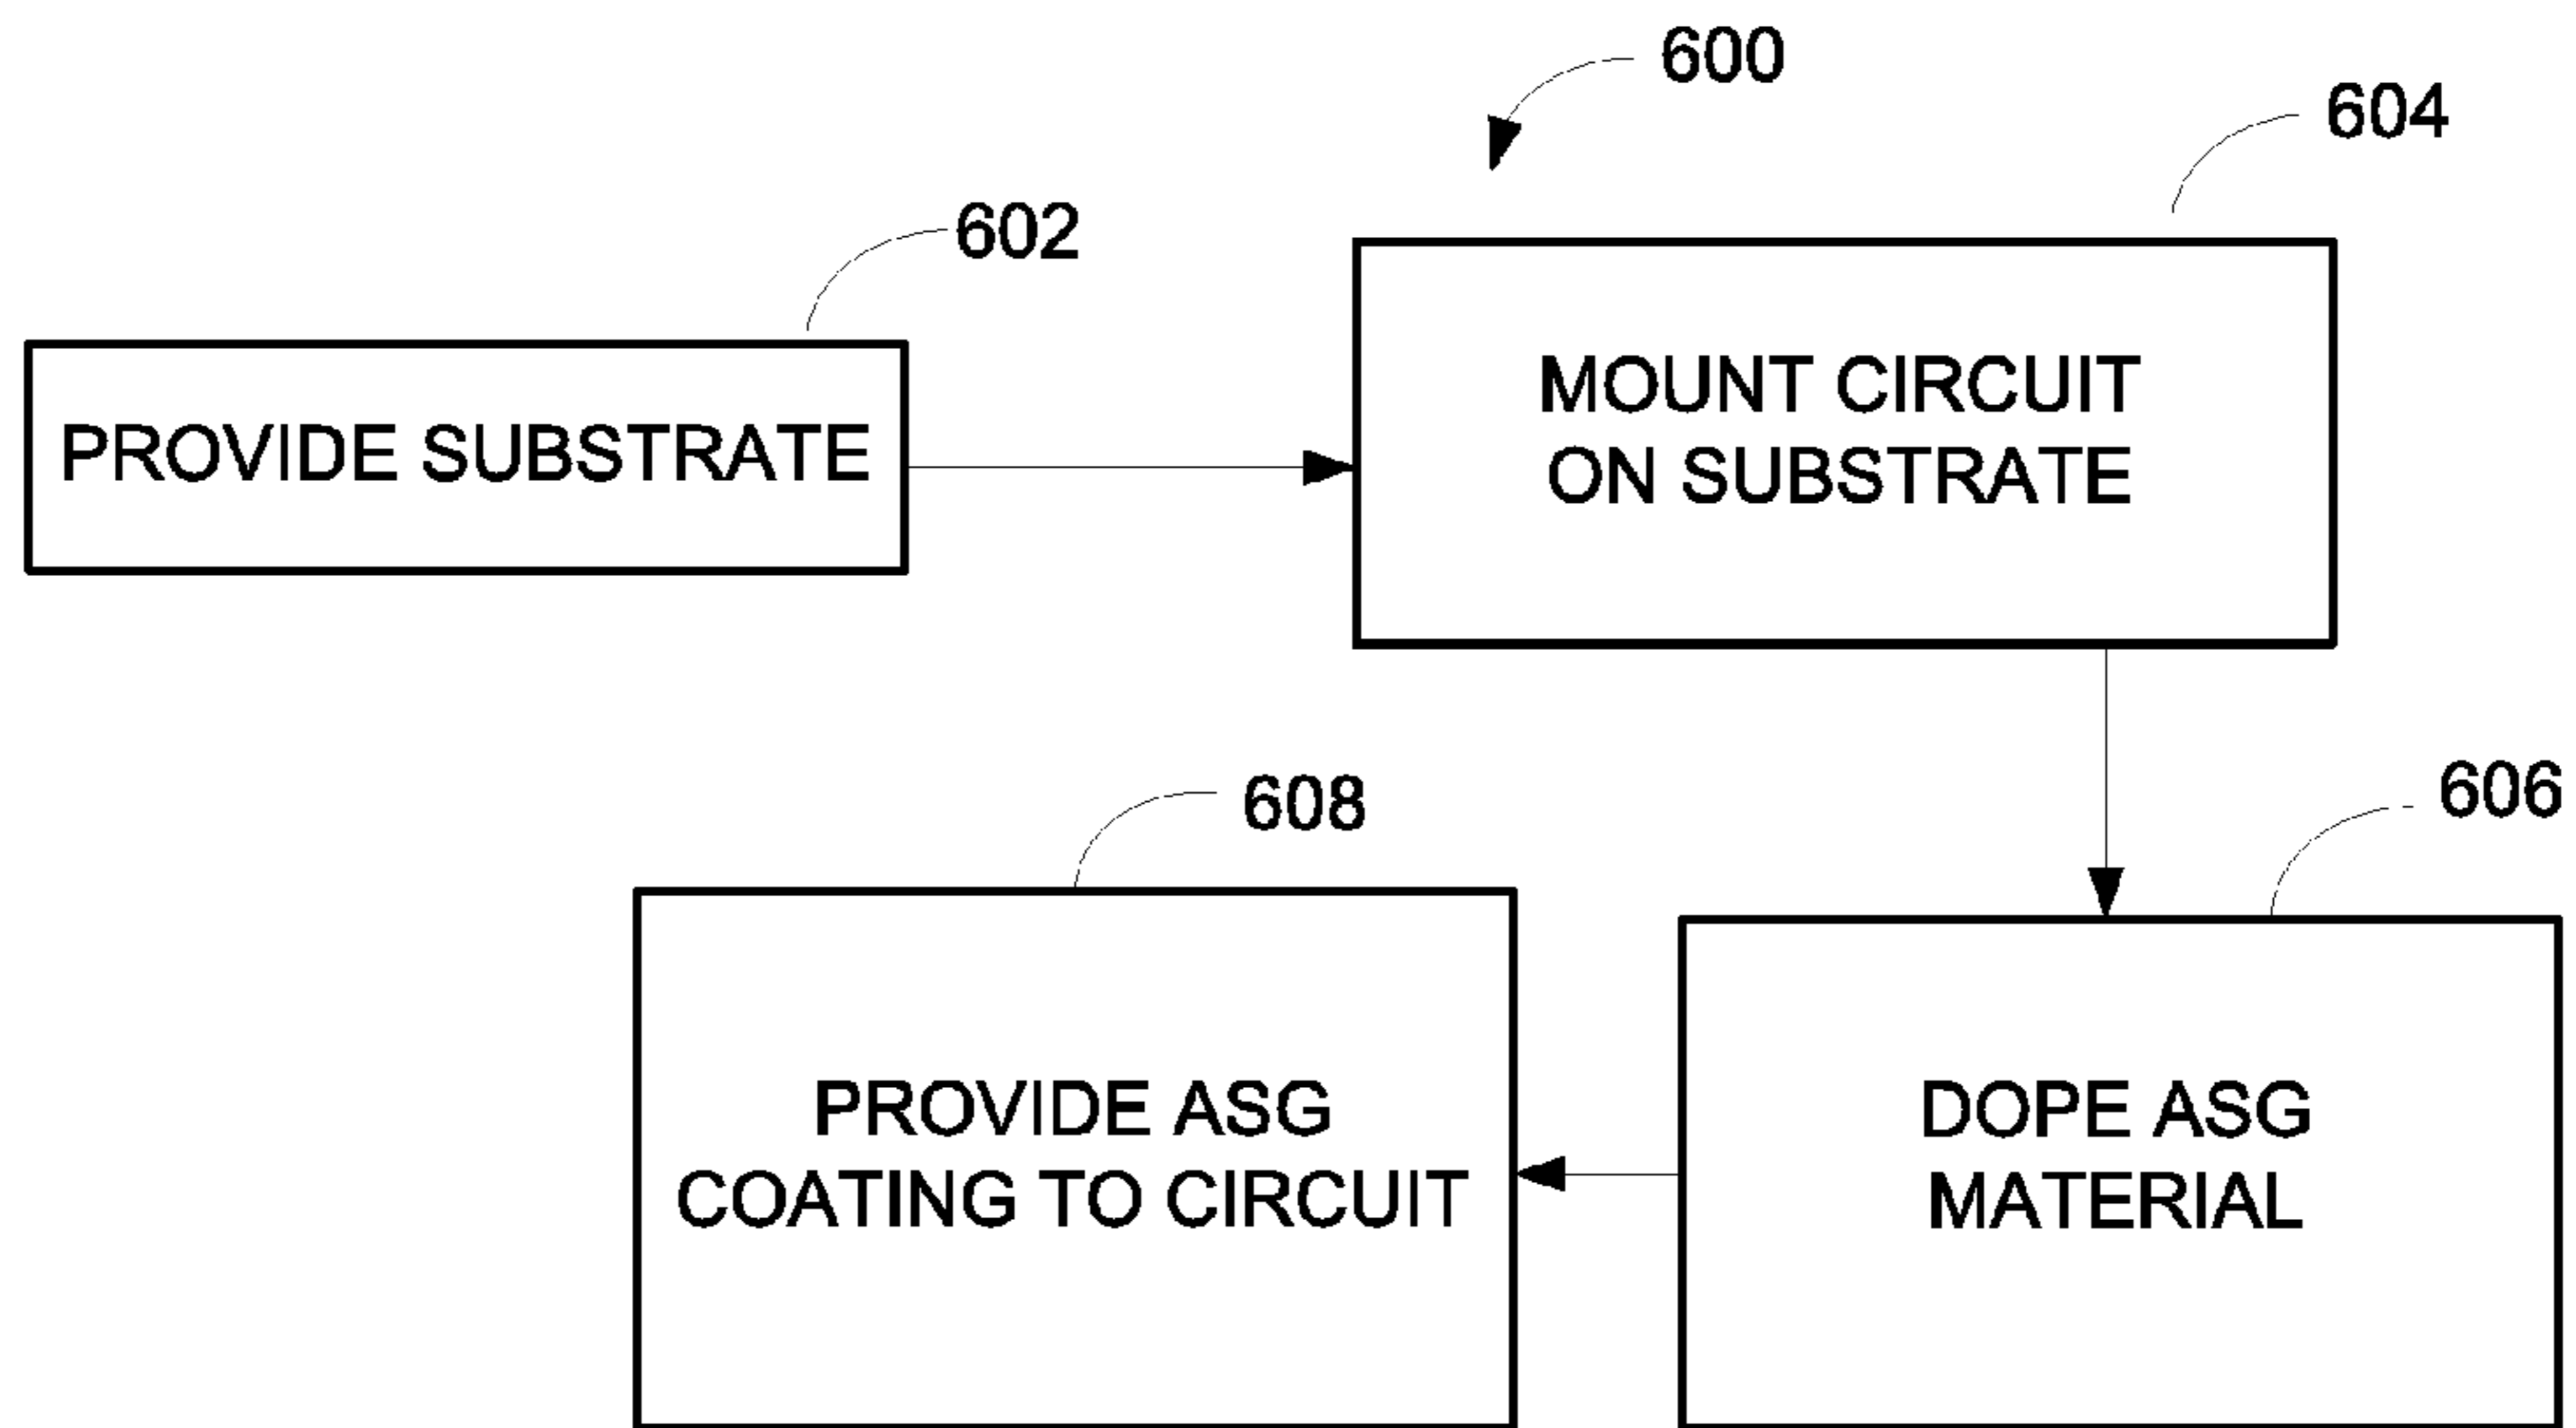 600
604
602
PROVIDE SUBSTRATE
MOUNT CIRCUIT
ON SUBSTRATE
608
606
PROVIDE ASG
COATING TO CIRCUIT
DOPE ASG
MATERIAL